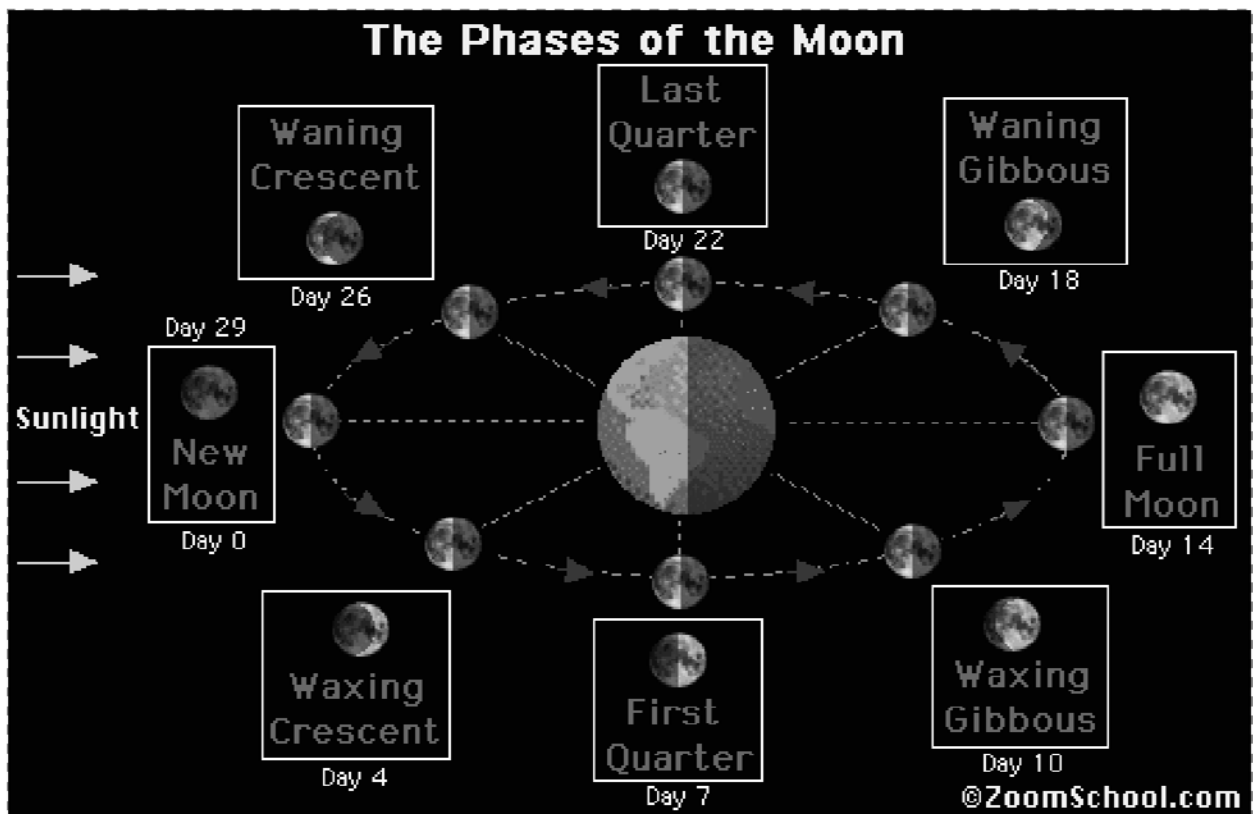 The Phases of the Moon
Last
Quarter
Day 22
Waning
Crescent
Day 26
Waning
Gibbous
Day 18
Day 29
New
Moon
Day 0
Sunlight
Full
Moon
Day 14
Waxing
Crescent
Day 4
First
Quarter
Day 7
Waxing
Gibbous
Day 10
©ZoomSchool.com